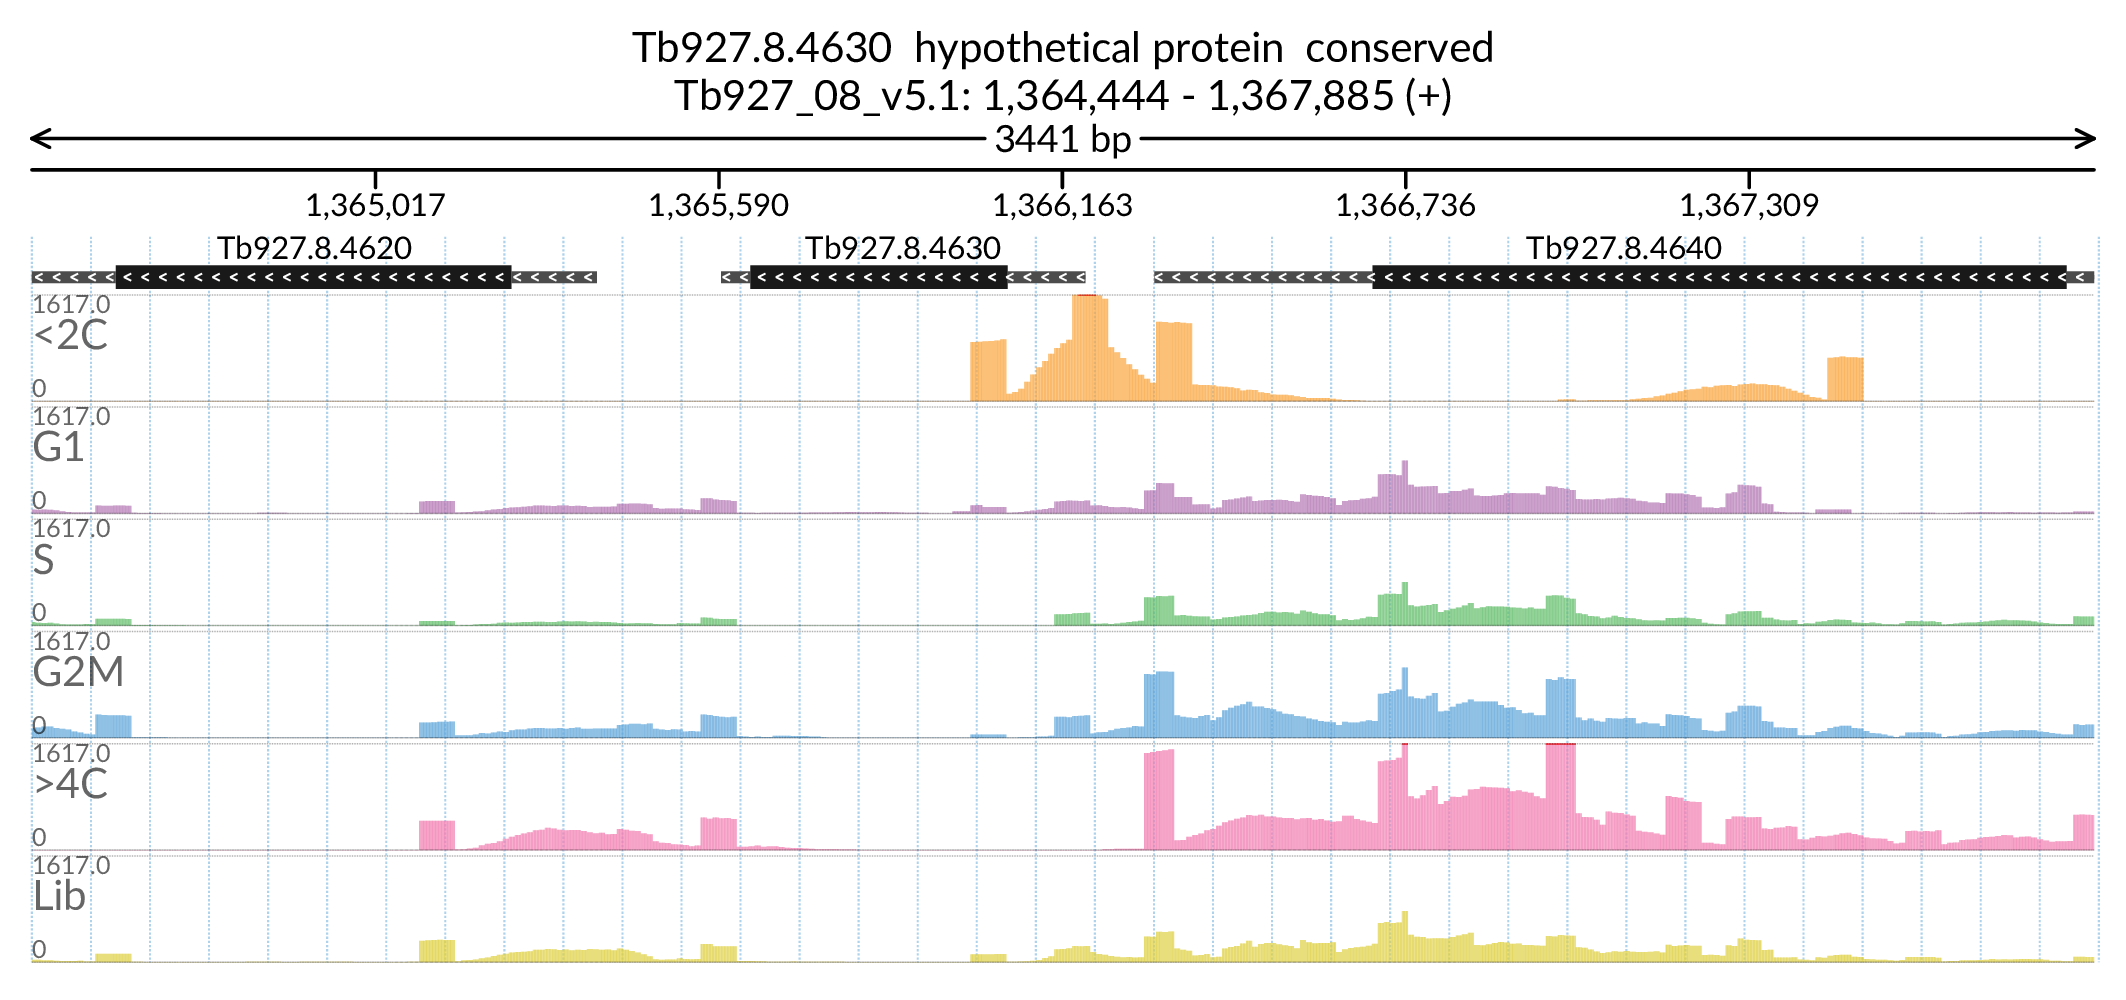 Tb927.8.4630 hypothetical protein conserved
Tb927_08_v5.1: 1,364,444 - 1,367,885 (+)
3441 bp
1,365,017 1,365,590 1,366,163 1,366,736 1,367,309
Tb927.8.4620 Tb927.8.4630 Tb927.8.4640
1617.0
<2C
0
1617.0
G1
0
1617.0
S
0
1617.0
G2M
0
1617.0
>4C
0
1617.0
Lib
0